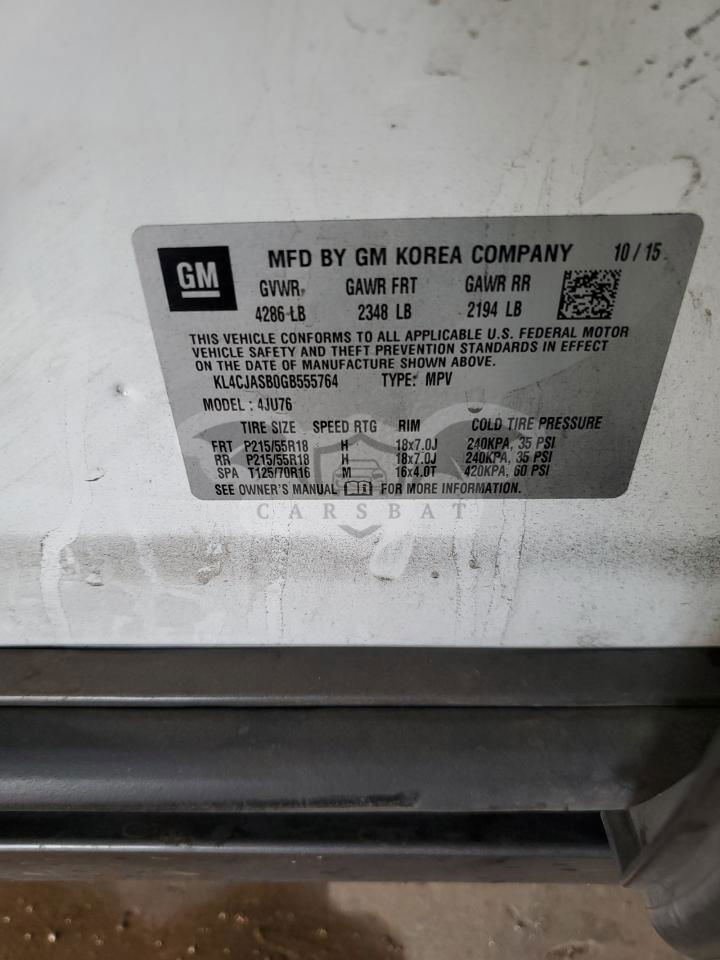 GM MFD BY GM KOREA COMPANY 10/15
GVWR GAWR FRT GAWR RR
4286 LB 2348 LB 2194 LB
THIS VEHICLE CONFORMS TO ALL APPLICABLE U.S. FEDERAL MOTOR
VEHICLE SAFETY AND THEFT PREVENTION STANDARDS IN EFFECT
ON THE DATE OF MANUFACTURE SHOWN ABOVE.
KL4CJASB0GB555764 TYPE: MPV
MODEL: 4JU76
TIRE SIZE SPEED RTG RIM COLD TIRE PRESSURE
FRT P215/55R18 H 18x7.0J 240KPA, 35 PSI
RR P215/55R18 H 18x7.0J 240KPA, 35 PSI
SPA T125/70R16 M 16x4.0T 420KPA, 60 PSI
SEE OWNER'S MANUAL FOR MORE INFORMATION.
CARSBAT